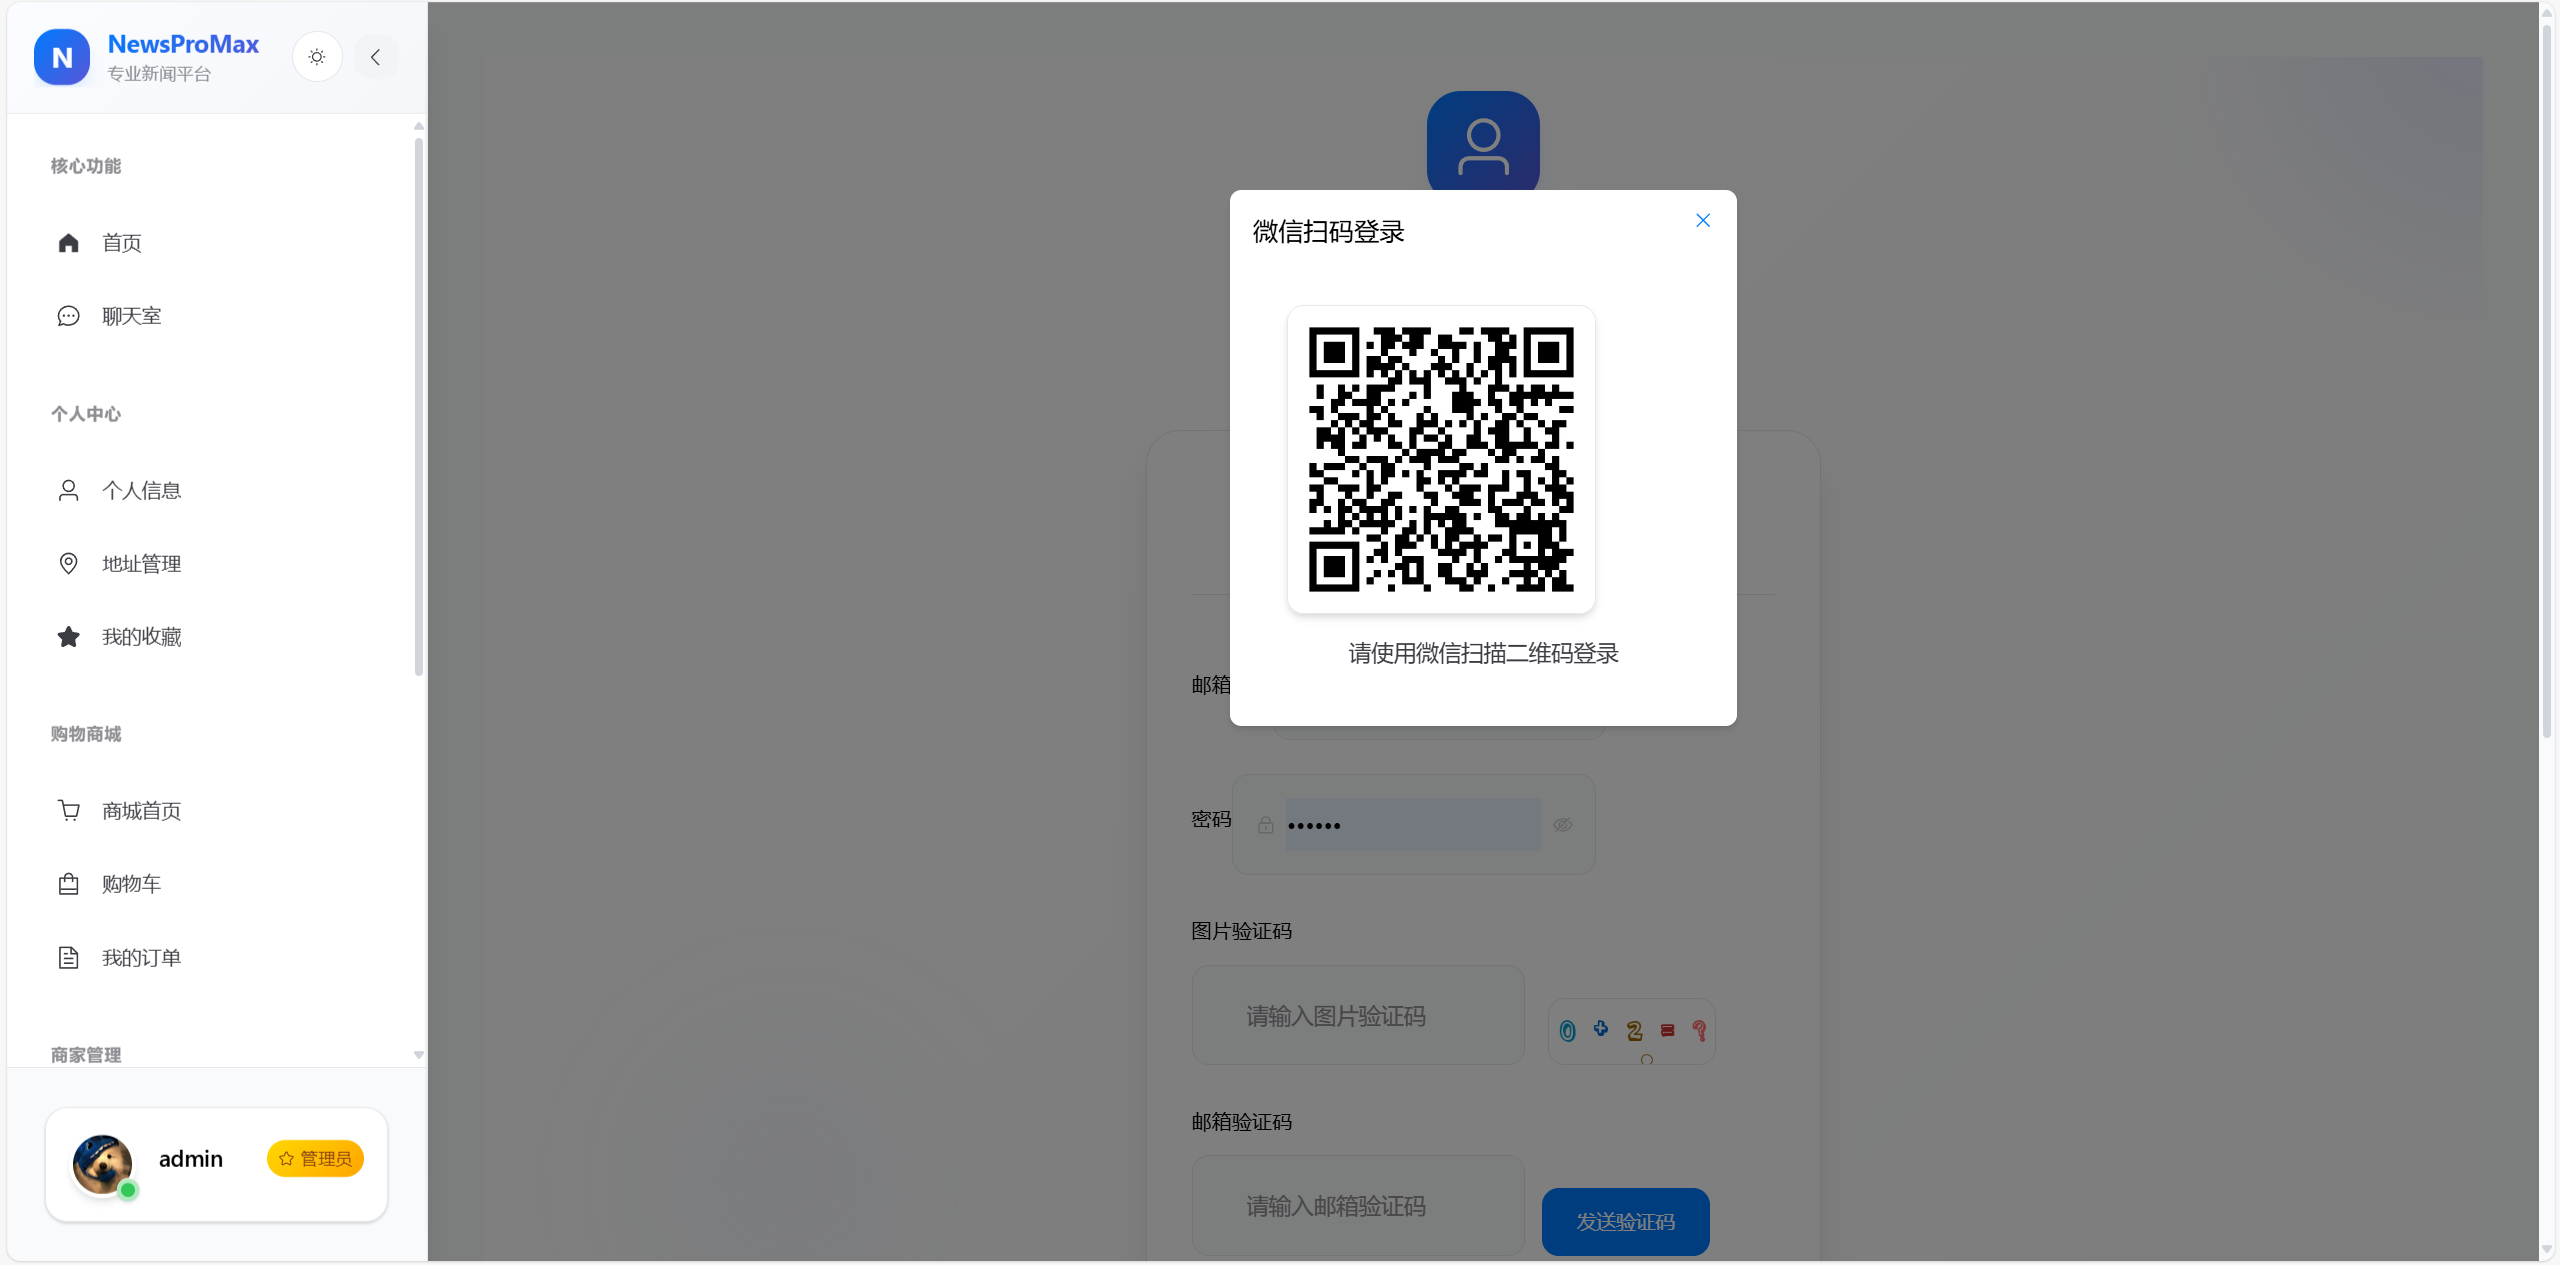 N
NewsProMax
专业新闻平台
核心功能
首页
聊天室
个人中心
个人信息
地址管理
我的收藏
购物商城
商城首页
购物车
我的订单
商家管理
admin
管理员
微信扫码登录
请使用微信扫描二维码登录
邮箱
密码
••••••
图片验证码
请输入图片验证码
0 + 2 = ?
邮箱验证码
请输入邮箱验证码
发送验证码